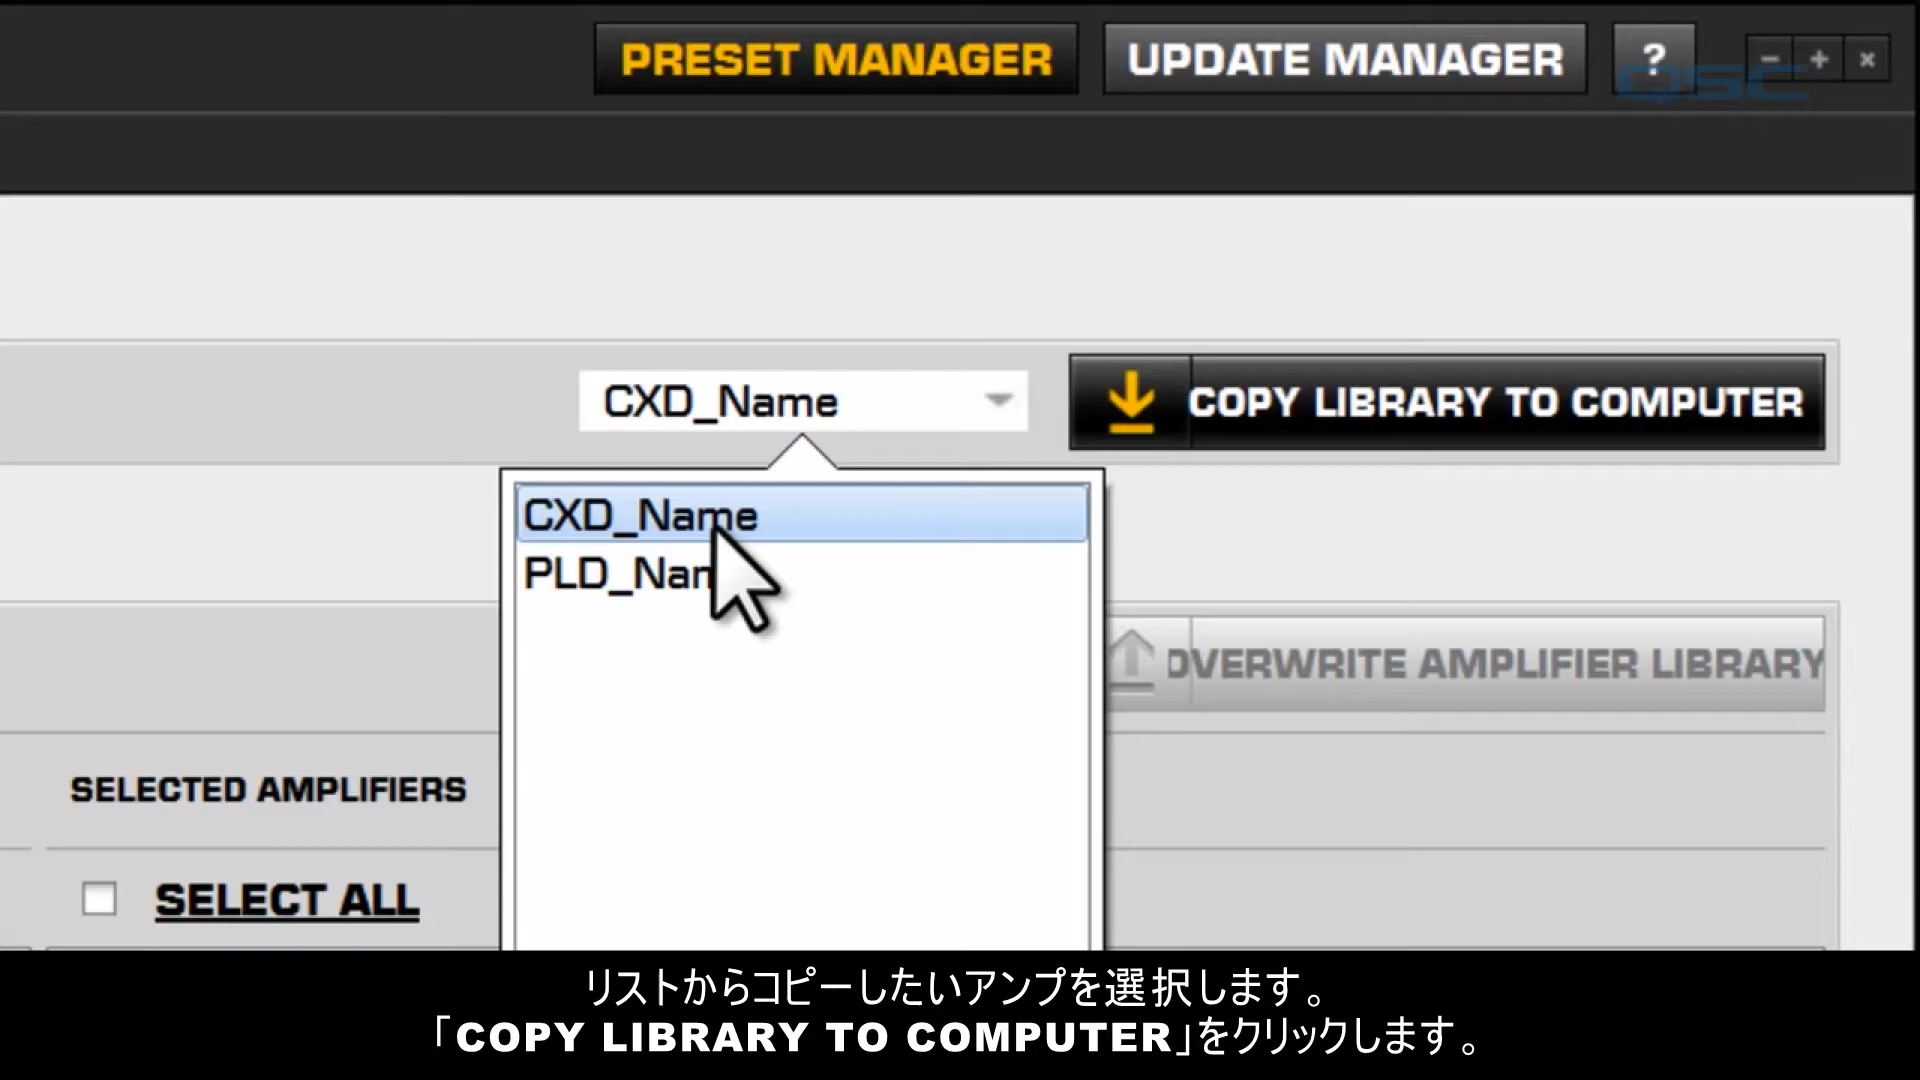 PRESET MANAGER
UPDATE MANAGER
?
QSC
CXD_Name
COPY LIBRARY TO COMPUTER
CXD_Name
PLD_Nam
OVERWRITE AMPLIFIER LIBRARY
SELECTED AMPLIFIERS
SELECT ALL
リストからコピーしたいアンプを選択します。
「COPY LIBRARY TO COMPUTER」をクリックします。